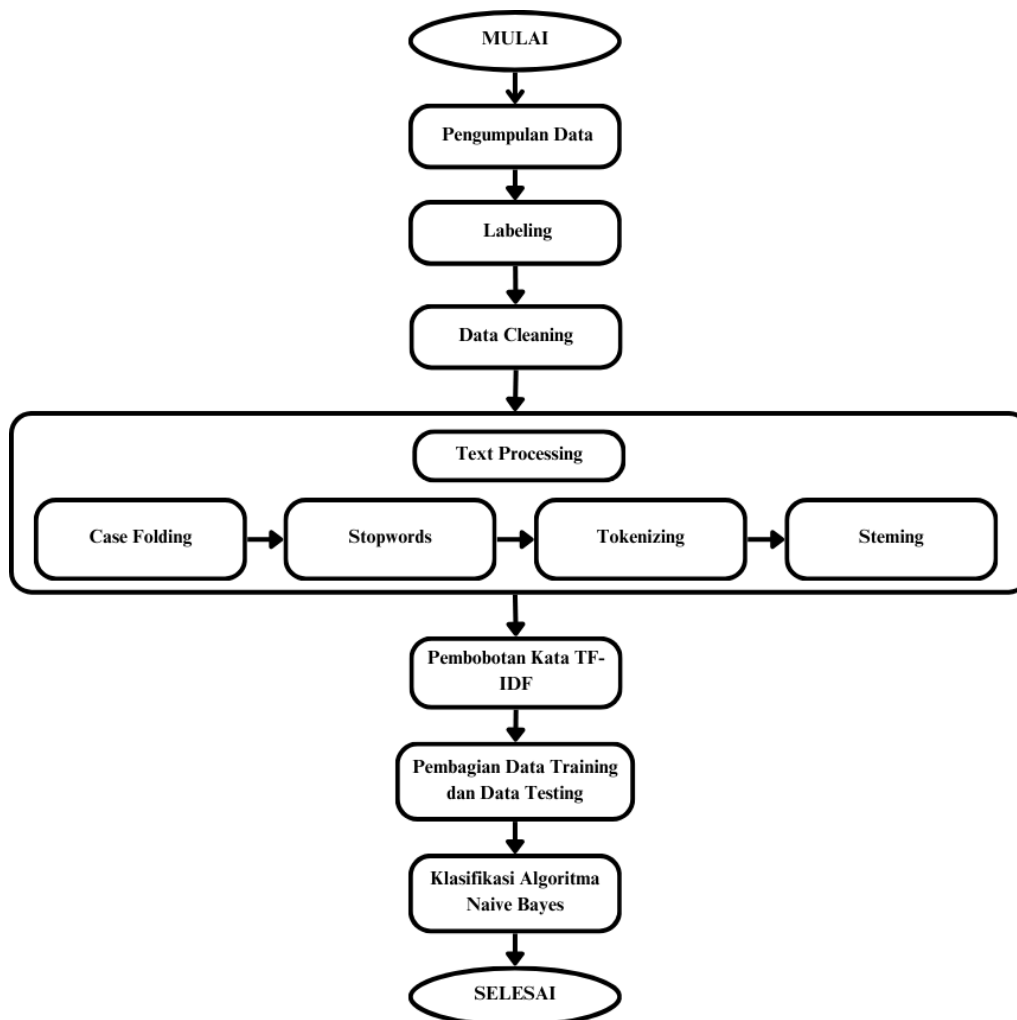 MULAI
Pengumpulan Data
Labeling
Data Cleaning
Text Processing
Case Folding
Stopwords
Tokenizing
Steming
Pembobotan Kata TF-
IDF
Pembagian Data Training
dan Data Testing
Klasifikasi Algoritma
Naive Bayes
SELESAI